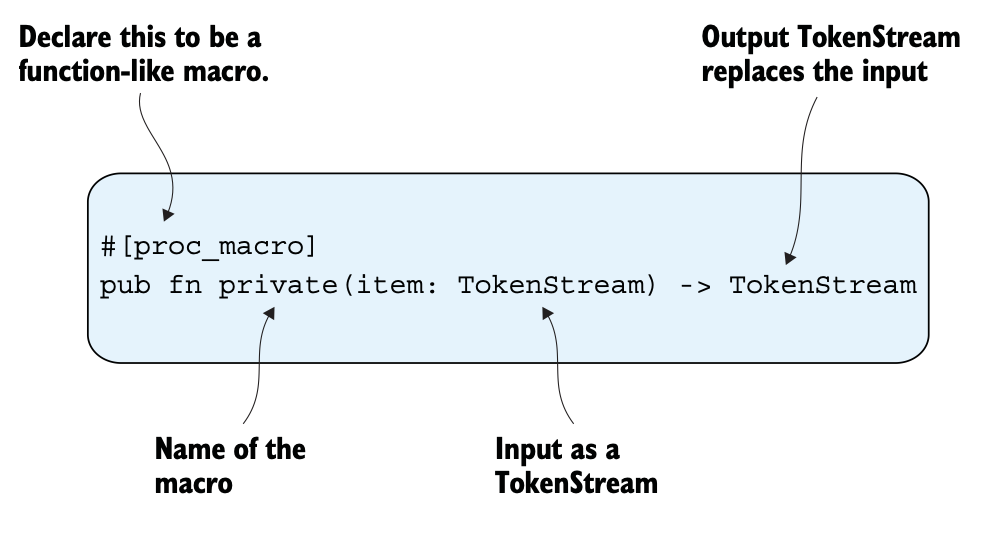 Declare this to be a
function-like macro.
Output TokenStream
replaces the input
#[proc_macro]
pub fn private(item: TokenStream) -> TokenStream
Name of the
macro
Input as a
TokenStream